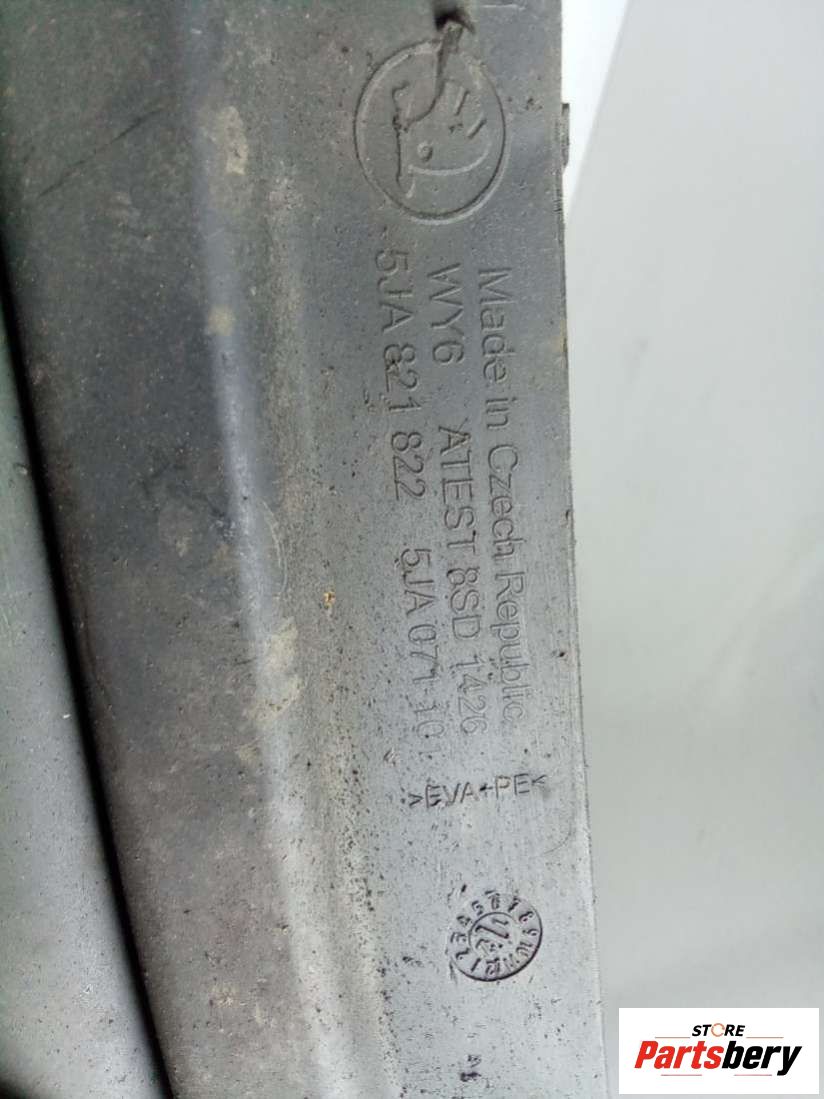 Made in Czech Republic
WY6 ATEST 8SD 1426
5JA 821 822 5JA 071 101
>EVA+PE<
STORE
Partsbery